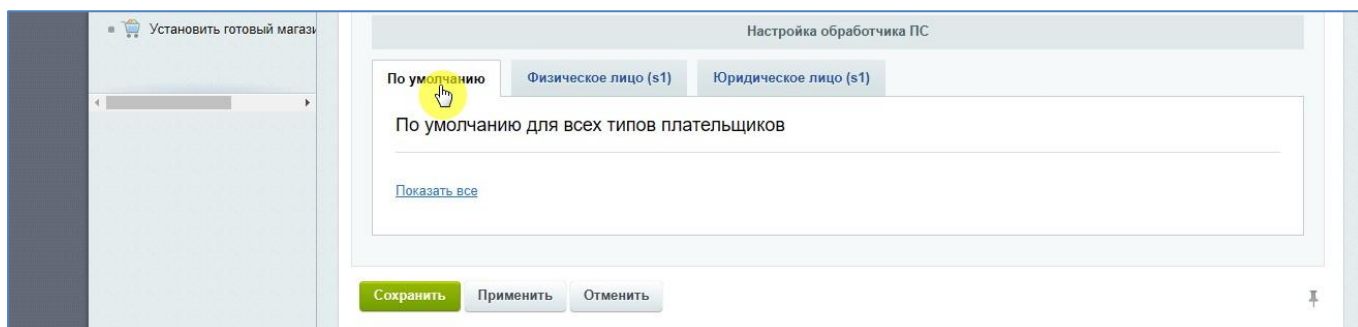 Установить готовый магази
Настройка обработчика ПС
По умолчанию
Физическое лицо (s1)
Юридическое лицо (s1)
По умолчанию для всех типов плательщиков
Показать все
Сохранить
Применить
Отменить